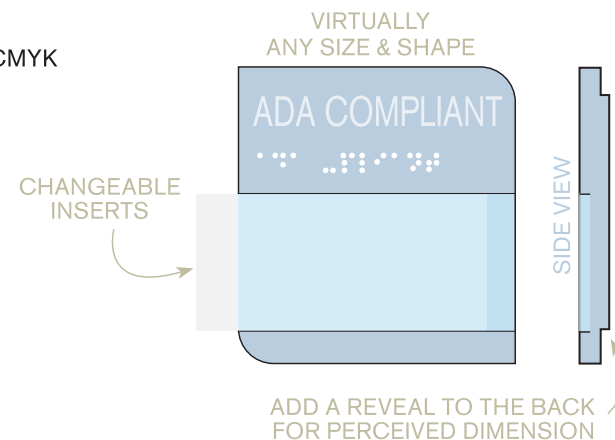 VIRTUALLY
ANY SIZE & SHAPE
CMYK
ADA COMPLIANT
CHANGEABLE
INSERTS
SIDE VIEW
ADD A REVEAL TO THE BACK
FOR PERCEIVED DIMENSION